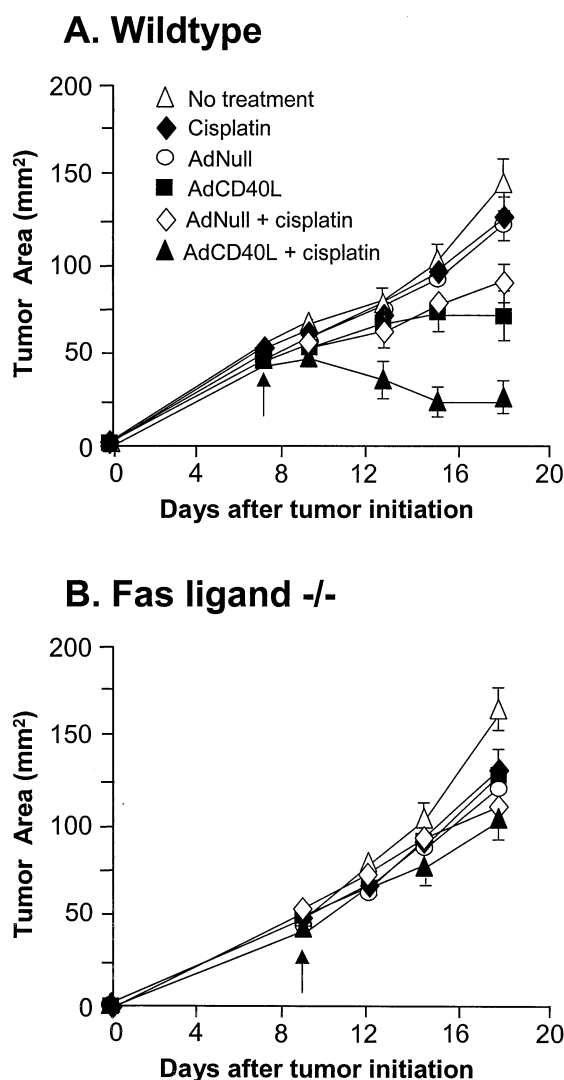 A. Wildtype
200
150
100
50
0
Tumor Area (mm²)
No treatment
Cisplatin
AdNull
AdCD40L
AdNull + cisplatin
AdCD40L + cisplatin
0 4 8 12 16 20
Days after tumor initiation
B. Fas ligand -/-
200
150
100
50
0
Tumor Area (mm²)
0 4 8 12 16 20
Days after tumor initiation